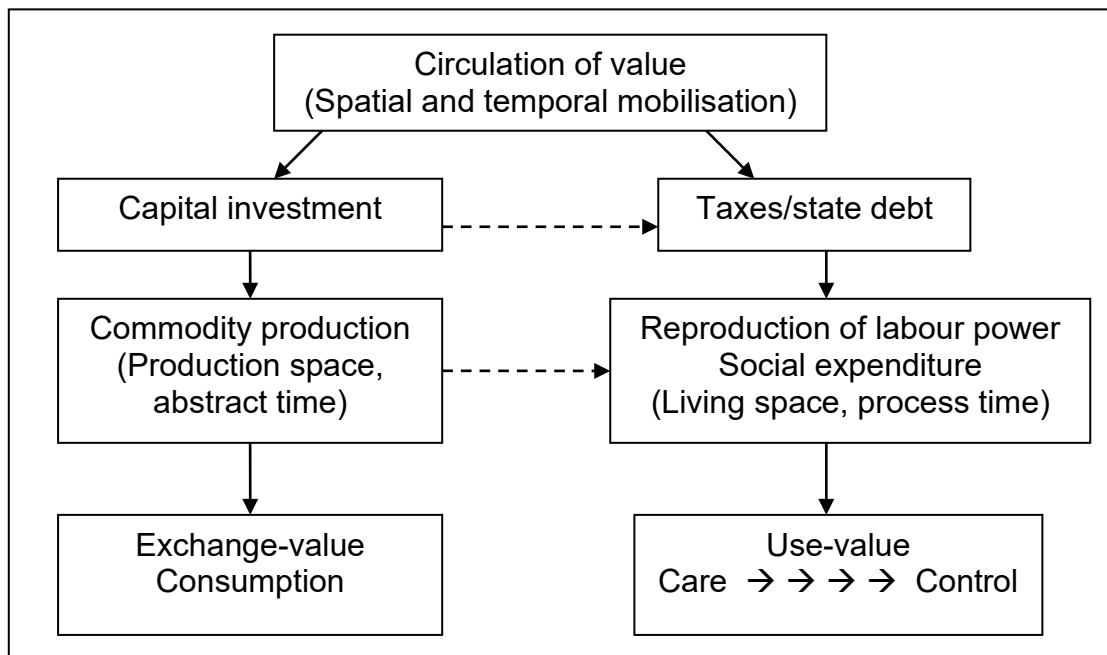 Circulation of value
(Spatial and temporal mobilisation)
Capital investment
Taxes/state debt
Commodity production
(Production space,
abstract time)
Reproduction of labour power
Social expenditure
(Living space, process time)
Exchange-value
Consumption
Use-value
Care → → → → Control